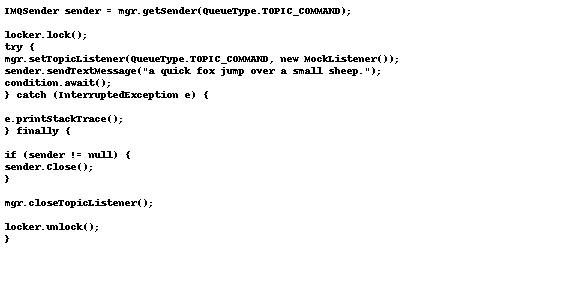 IMQSender sender = mgr.getSender(QueueType.TOPIC_COMMAND);
locker.lock();
try {
mgr.setTopicListener(QueueType.TOPIC_COMMAND, new MockListener());
sender.sendTextMessage("a quick fox jump over a small sheep.");
condition.await();
} catch (InterruptedException e) {
e.printStackTrace();
} finally {
if (sender != null) {
sender.Close();
}
mgr.closeTopicListener();
locker.unlock();
}